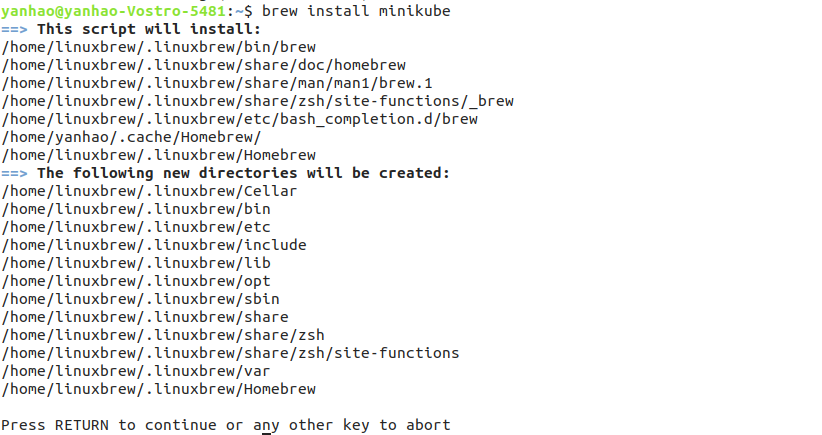 yanhao@yanhao-Vostro-5481:~$ brew install minikube
==> This script will install:
/home/linuxbrew/.linuxbrew/bin/brew
/home/linuxbrew/.linuxbrew/share/doc/homebrew
/home/linuxbrew/.linuxbrew/share/man/man1/brew.1
/home/linuxbrew/.linuxbrew/share/zsh/site-functions/_brew
/home/linuxbrew/.linuxbrew/etc/bash_completion.d/brew
/home/yanhao/.cache/Homebrew/
/home/linuxbrew/.linuxbrew/Homebrew
==> The following new directories will be created:
/home/linuxbrew/.linuxbrew/Cellar
/home/linuxbrew/.linuxbrew/bin
/home/linuxbrew/.linuxbrew/etc
/home/linuxbrew/.linuxbrew/include
/home/linuxbrew/.linuxbrew/lib
/home/linuxbrew/.linuxbrew/opt
/home/linuxbrew/.linuxbrew/sbin
/home/linuxbrew/.linuxbrew/share
/home/linuxbrew/.linuxbrew/share/zsh
/home/linuxbrew/.linuxbrew/share/zsh/site-functions
/home/linuxbrew/.linuxbrew/var
/home/linuxbrew/.linuxbrew/Homebrew
Press RETURN to continue or any other key to abort